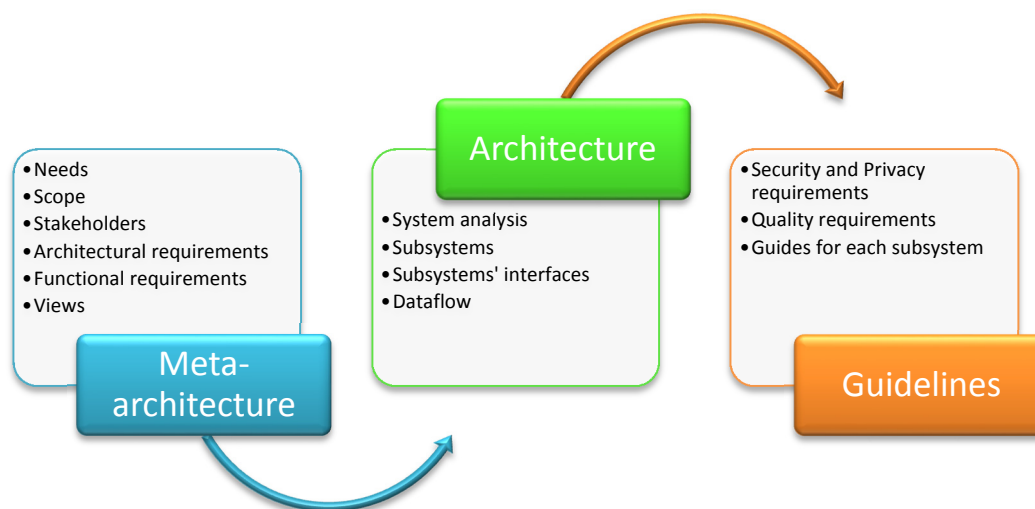 • Needs
• Scope
• Stakeholders
• Architectural requirements
• Functional requirements
• Views
Meta-
architecture
Architecture
• System analysis
• Subsystems
• Subsystems' interfaces
• Dataflow
• Security and Privacy
requirements
• Quality requirements
• Guides for each subsystem
Guidelines